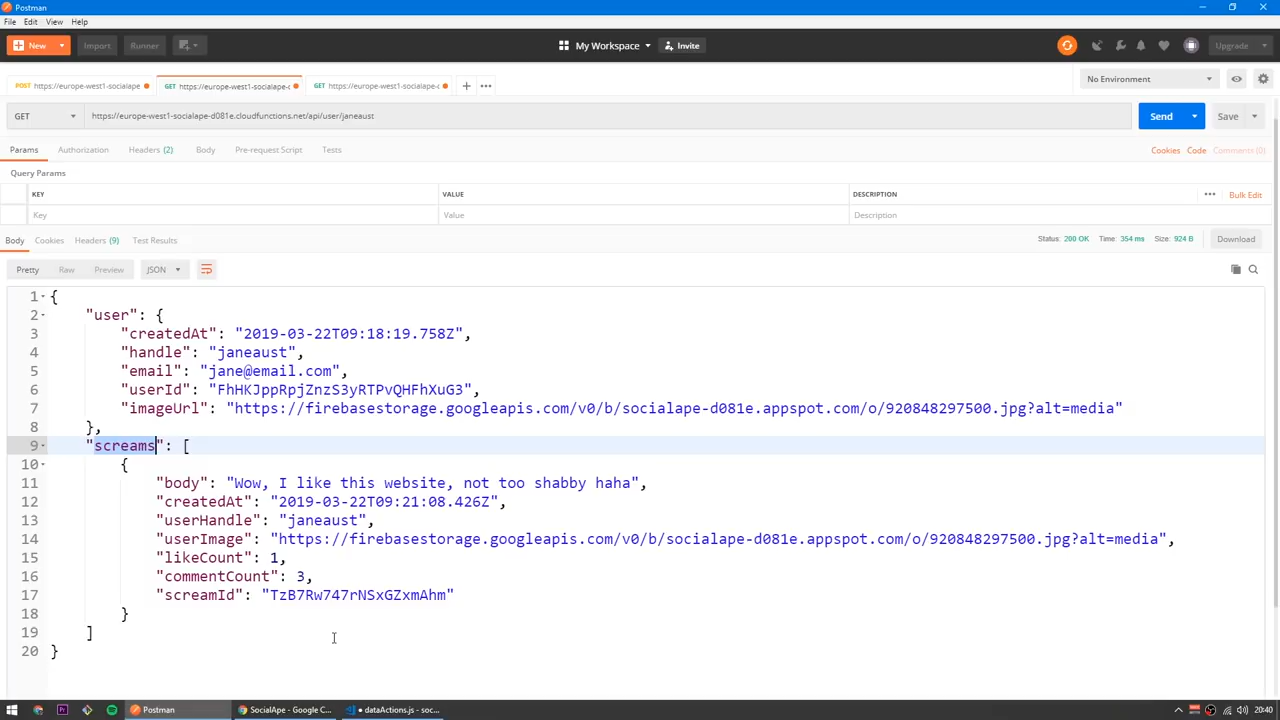 Postman
File Edit View Help
New Import Runner My Workspace Invite Upgrade
POST https://europe-west1-socialape GET https://europe-west1-socialape-c GET https://europe-west1-socialape-c No Environment
GET https://europe-west1-socialape-d081e.cloudfunctions.net/api/user/janeaust Send Save
Params Authorization Headers (2) Body Pre-request Script Tests Cookies Code Comments (0)
Query Params
KEY VALUE DESCRIPTION Bulk Edit
Key Value Description
Body Cookies Headers (9) Test Results Status: 200 OK Time: 354 ms Size: 924 B Download
Pretty Raw Preview JSON
1 {
2 "user": {
3 "createdAt": "2019-03-22T09:18:19.758Z",
4 "handle": "janeaust",
5 "email": "jane@email.com",
6 "userId": "FhHKJppRpjZnzS3yRTPvQHFhXuG3",
7 "imageUrl": "https://firebasestorage.googleapis.com/v0/b/socialape-d081e.appspot.com/o/920848297500.jpg?alt=media"
8 },
9 "screams": [
10 {
11 "body": "Wow, I like this website, not too shabby haha",
12 "createdAt": "2019-03-22T09:21:08.426Z",
13 "userHandle": "janeaust",
14 "userImage": "https://firebasestorage.googleapis.com/v0/b/socialape-d081e.appspot.com/o/920848297500.jpg?alt=media",
15 "likeCount": 1,
16 "commentCount": 3,
17 "screamId": "TzB7Rw747rNSxGZxmAhm"
18 }
19 ]
20 }
Postman SocialApe - Google C... ● dataActions.js - soc... 20:40